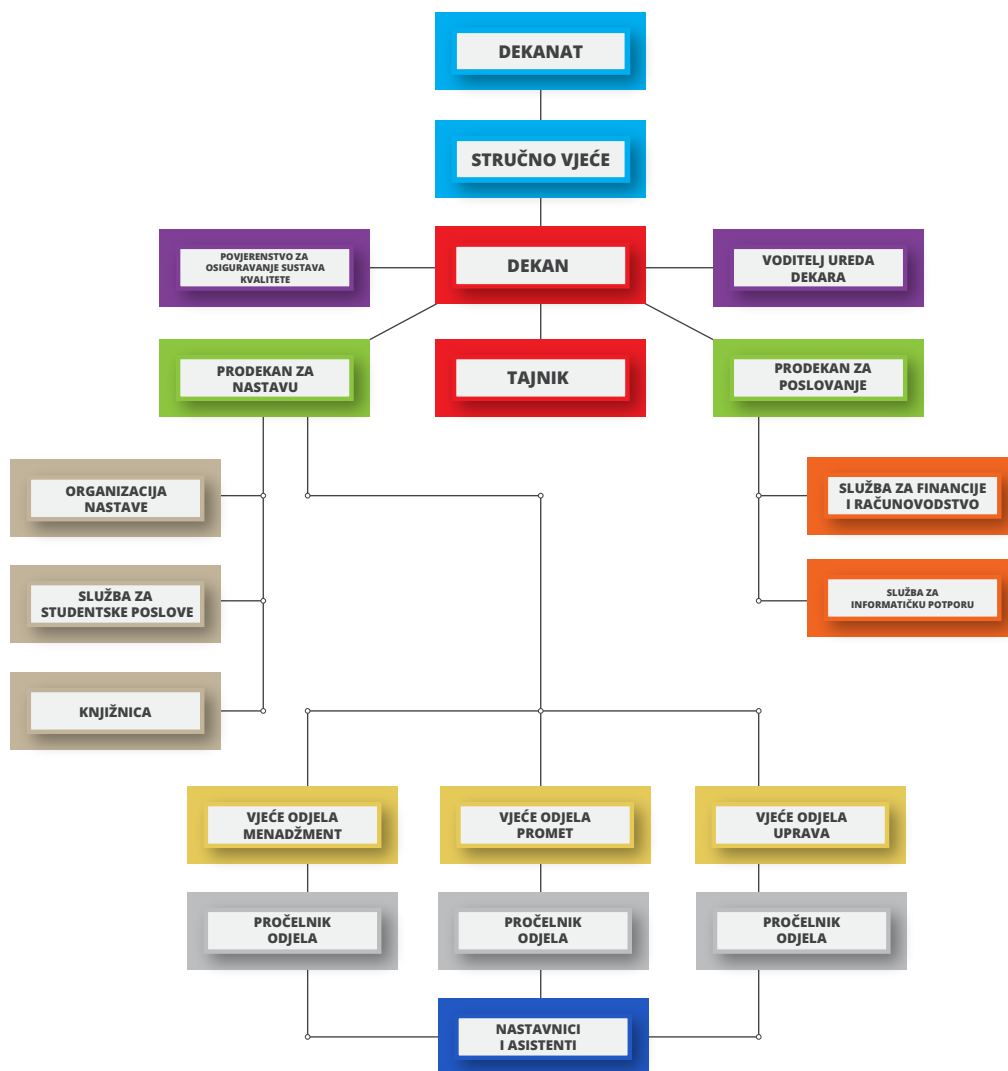 DEKANAT
STRUČNO VIJEĆE
POVJERENSTVO ZA
OSIGURAVANJE SUSTAVA
KVALITETE
DEKAN
VODITELJ UREDA
DEKARA
PRODEKAN ZA
NASTAVU
TAJNIK
PRODEKAN ZA
POSLOVANJE
ORGANIZACIJA
NASTAVE
SLUŽBA ZA FINANCIJE
I RAČUNOVODSTVO
SLUŽBA ZA
STUDENTSKE POSLOVE
SLUŽBA ZA
INFORMATIČKU POTPORU
KNJIŽNICA
VJEĆE ODJELA
MENADŽMENT
VJEĆE ODJELA
PROMET
VJEĆE ODJELA
UPRAVA
PROČELNIK
ODJELA
PROČELNIK
ODJELA
PROČELNIK
ODJELA
NASTAVNICI
I ASISTENTI